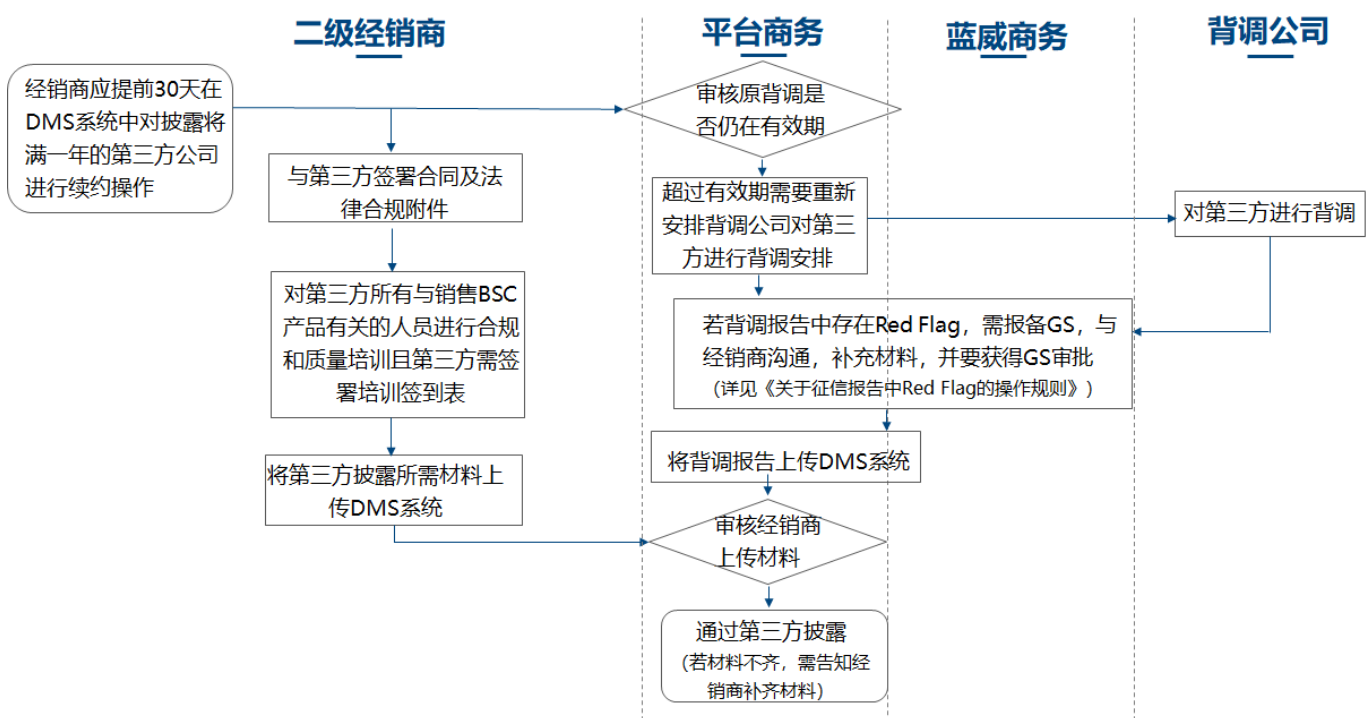 二级经销商
平台商务
蓝威商务
背调公司
经销商应提前30天在
DMS系统中对披露将
满一年的第三方公司
进行续约操作
审核原背调是
否仍在有效期
与第三方签署合同及法
律合规附件
超过有效期需要重新
安排背调公司对第三
方进行背调安排
对第三方进行背调
对第三方所有与销售BSC
产品有关的人员进行合规
和质量培训且第三方需签
署培训签到表
若背调报告中存在Red Flag，需报备GS，与
经销商沟通，补充材料，并要获得GS审批
（详见《关于征信报告中Red Flag的操作规则》）
将第三方披露所需材料上
传DMS系统
将背调报告上传DMS系统
审核经销商
上传材料
通过第三方披露
（若材料不齐，需告知经
销商补齐材料）